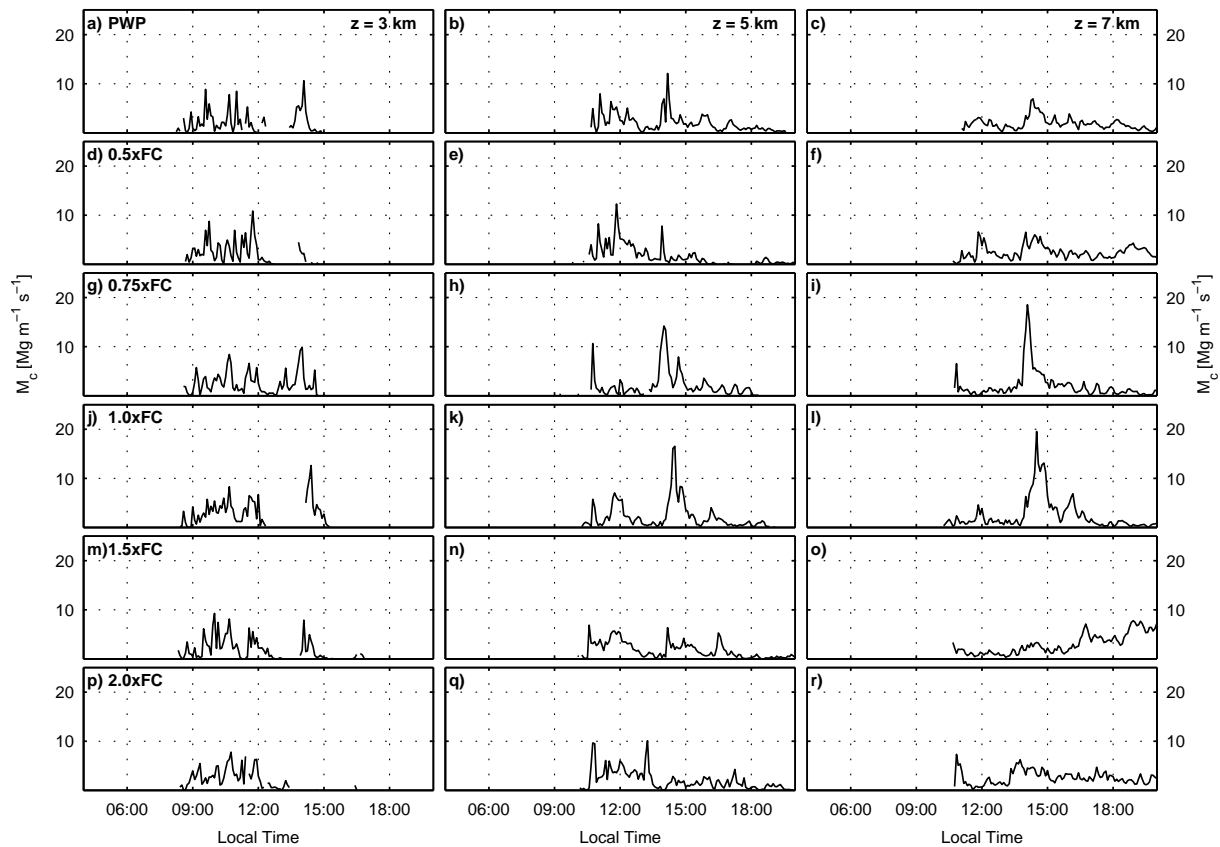 a) PWP z = 3 km b) z = 5 km c) z = 7 km
20 20
10 10
d) 0.5xFC e) f)
20 20
10 10
g) 0.75xFC h) i)
20 20
10 10
M_c [Mg m⁻¹ s⁻¹] M_c [Mg m⁻¹ s⁻¹]
j) 1.0xFC k) l)
20 20
10 10
m)1.5xFC n) o)
20 20
10 10
p) 2.0xFC q) r)
20 20
10 10
06:00 09:00 12:00 15:00 18:00 06:00 09:00 12:00 15:00 18:00 06:00 09:00 12:00 15:00 18:00
Local Time Local Time Local Time